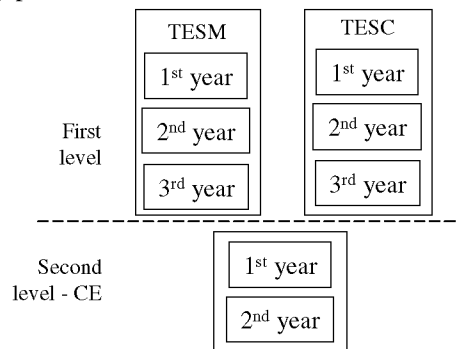 TESM
TESC
1st year
1st year
First level
2nd year
2nd year
3rd year
3rd year
Second level - CE
1st year
2nd year